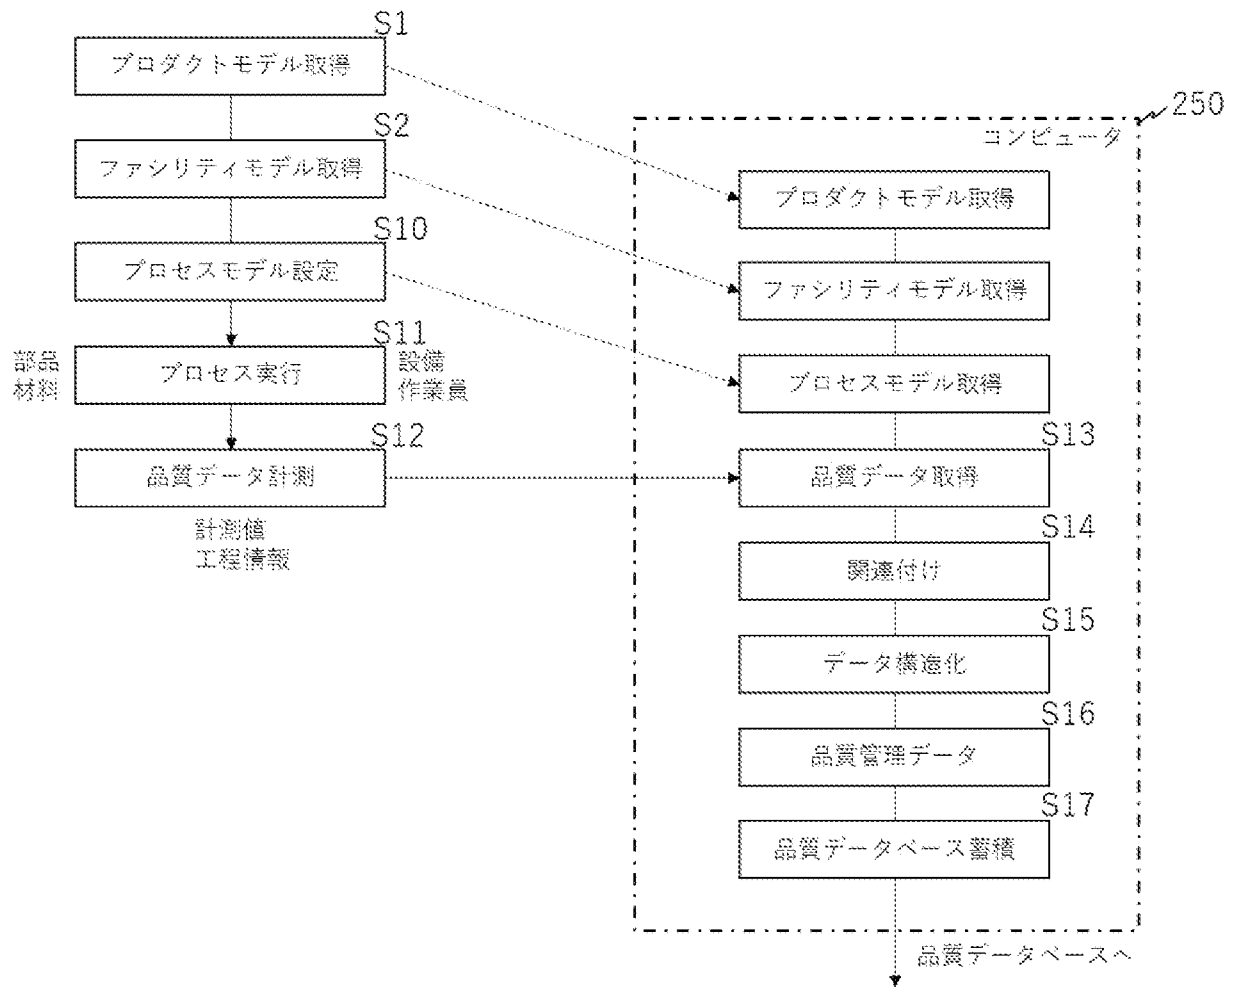 S1
プロダクトモデル取得
S2
ファシリティモデル取得
S10
プロセスモデル設定
S11
部品
材料
プロセス実行
設備
作業員
S12
品質データ計測
計測値
工程情報
250
コンピュータ
プロダクトモデル取得
ファシリティモデル取得
プロセスモデル取得
S13
品質データ取得
S14
関連付け
S15
データ構造化
S16
品質管理データ
S17
品質データベース蓄積
品質データベースへ